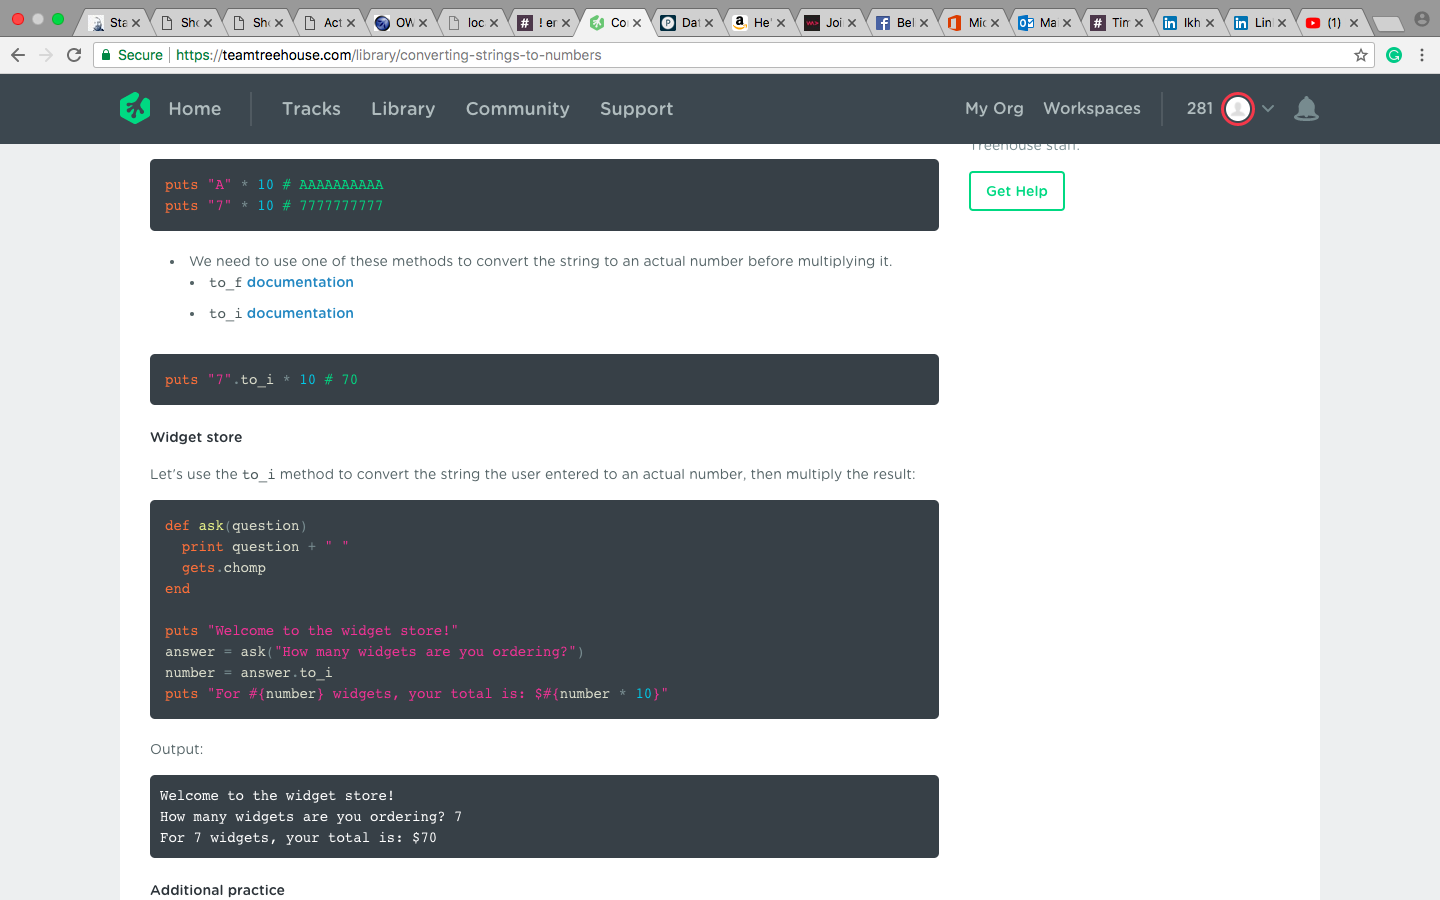 Sta
Sh
Sh
Act
OW
loc
! er
Co
Dat
He
Joi
Bel
Mic
Ma
Tim
Ikh
Lin
(1)
Secure https://teamtreehouse.com/library/converting-strings-to-numbers
Home Tracks Library Community Support My Org Workspaces 281
Treehouse staff.
Get Help
puts "A" * 10 # AAAAAAAAAA
puts "7" * 10 # 7777777777
• We need to use one of these methods to convert the string to an actual number before multiplying it.
• to_f documentation
• to_i documentation
puts "7".to_i * 10 # 70
Widget store
Let's use the to_i method to convert the string the user entered to an actual number, then multiply the result:
def ask(question)
  print question + " "
  gets.chomp
end
puts "Welcome to the widget store!"
answer = ask("How many widgets are you ordering?")
number = answer.to_i
puts "For #{number} widgets, your total is: $#{number * 10}"
Output:
Welcome to the widget store!
How many widgets are you ordering? 7
For 7 widgets, your total is: $70
Additional practice